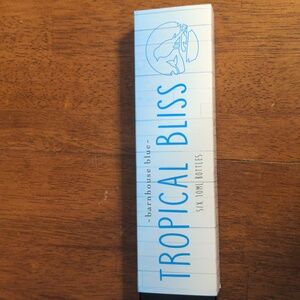 - barnhouse blue -
TROPICAL BLISS
SIX 10ML BOTTLES